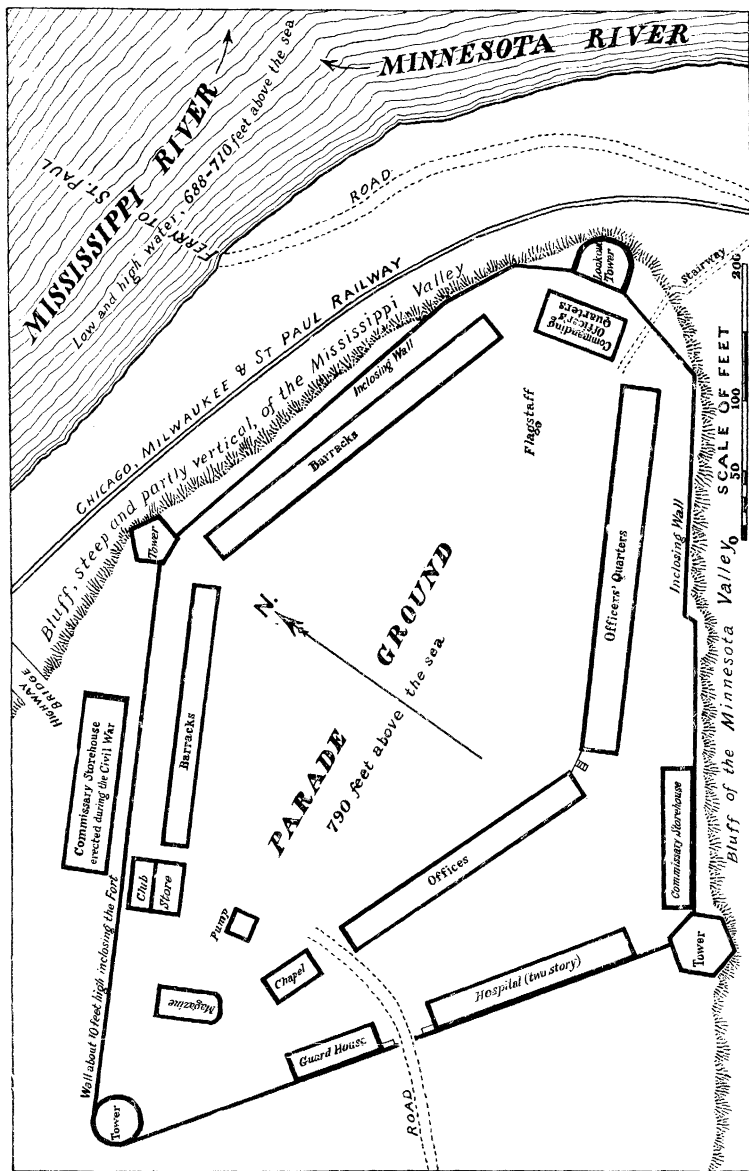 MISSISSIPPI RIVER
Low and high water, 688-710 feet above the sea
MINNESOTA RIVER
FERRY TO
ST. PAUL
ROAD
CHICAGO, MILWAUKEE & ST PAUL RAILWAY
Bluff, steep and partly vertical, of the Mississippi Valley
HIGHWAY
BRIDGE
Inclosing Wall
Barracks
Tower
Lookout
Tower
Commanding
Officer's
Quarters
Stairway
Flagstaff
Commissary Storehouse
erected during the Civil War
Barracks
Club
Store
Wall about 10 feet high inclosing the Fort
Pump
Magazine
Chapel
Tower
N.
PARADE GROUND
790 feet above the sea
Officers' Quarters
Offices
Guard House
Hospital (two story)
ROAD
Commissary Storehouse
Tower
Inclosing Wall
Bluff of the Minnesota Valley
SCALE OF FEET
0 50 100 200